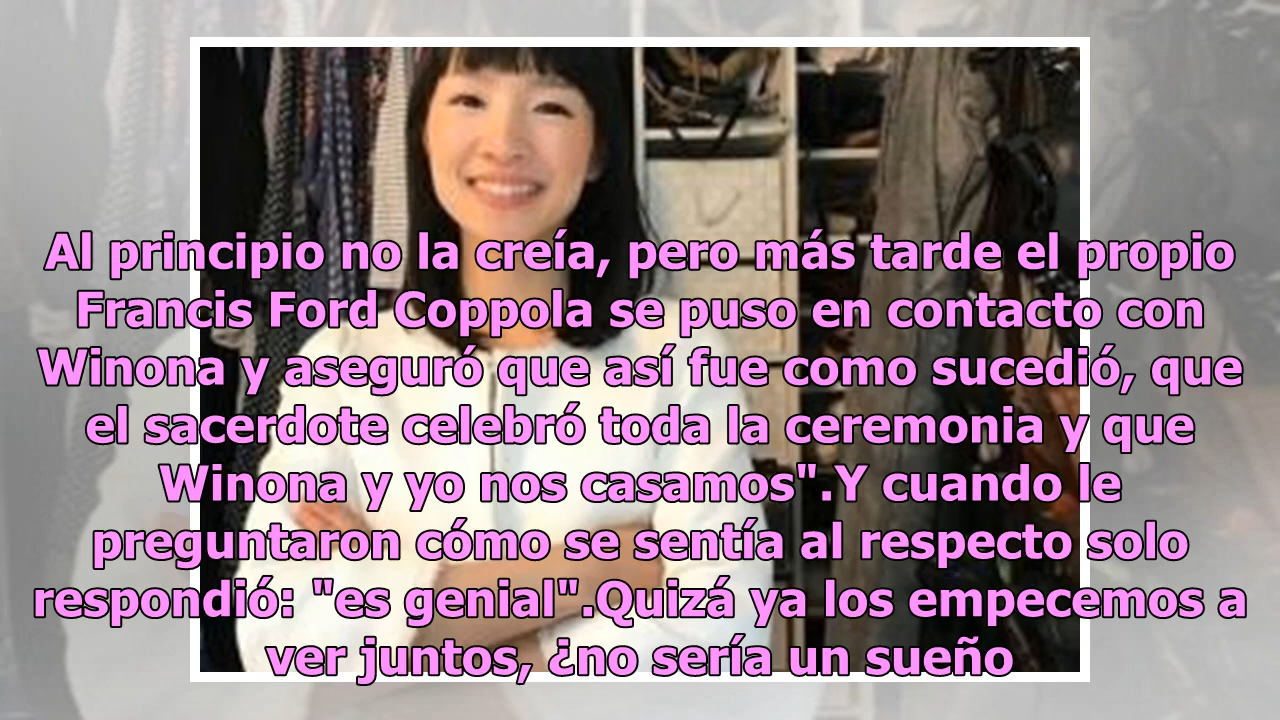 Al principio no la creía, pero más tarde el propio
Francis Ford Coppola se puso en contacto con
Winona y aseguró que así fue como sucedió, que
el sacerdote celebró toda la ceremonia y que
Winona y yo nos casamos".Y cuando le
preguntaron cómo se sentía al respecto solo
respondió: "es genial".Quizá ya los empecemos a
ver juntos, ¿no sería un sueño